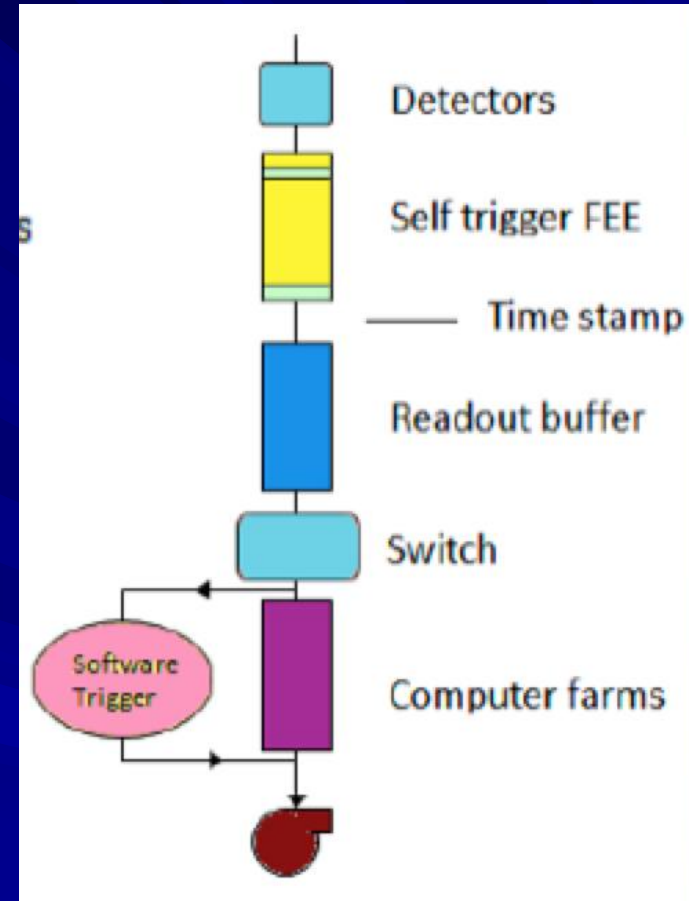 Detectors
Self trigger FEE
s
Time stamp
Readout buffer
Switch
Software
Trigger
Computer farms